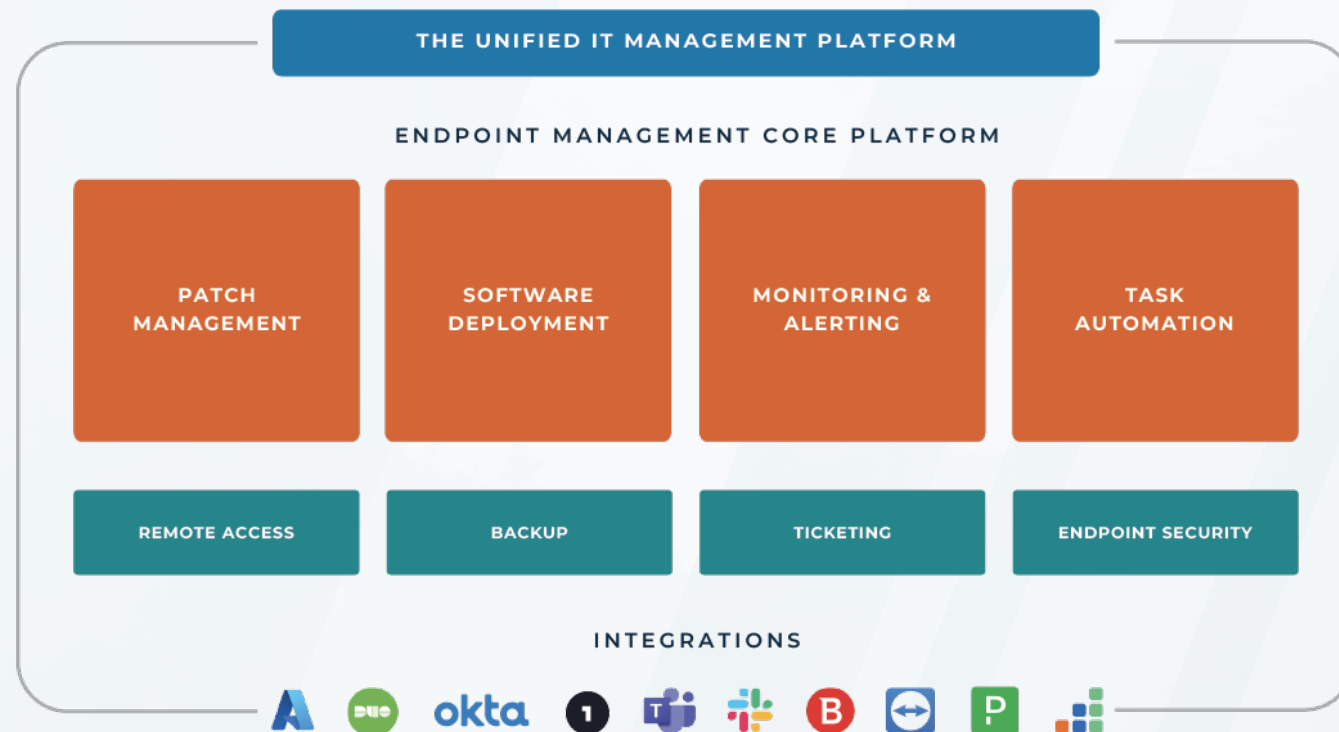 THE UNIFIED IT MANAGEMENT PLATFORM
ENDPOINT MANAGEMENT CORE PLATFORM
PATCH
MANAGEMENT
SOFTWARE
DEPLOYMENT
MONITORING &
ALERTING
TASK
AUTOMATION
REMOTE ACCESS
BACKUP
TICKETING
ENDPOINT SECURITY
INTEGRATIONS
DUO okta 1 T B P